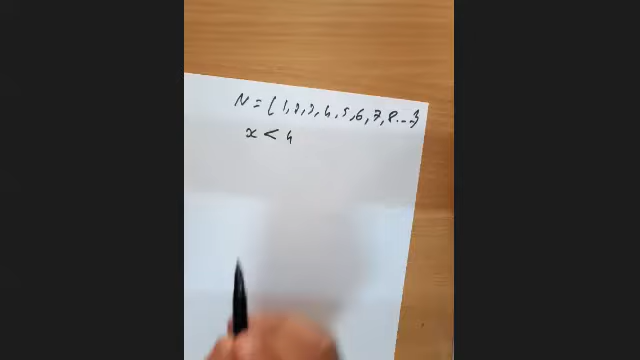 N = { 1, 2, 3, 4, 5, 6, 7, 8 ... }
x < 4